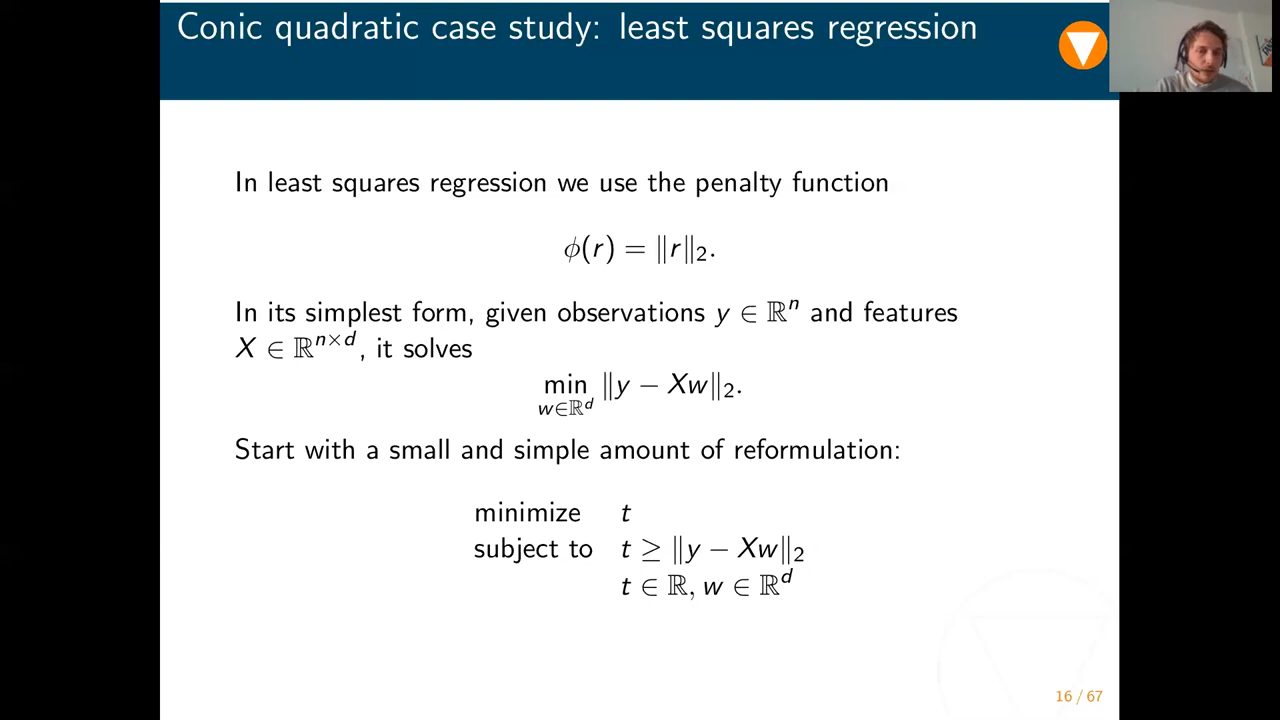 Conic quadratic case study: least squares regression
In least squares regression we use the penalty function
ϕ(r) = ‖r‖₂.
In its simplest form, given observations y ∈ ℝⁿ and features
X ∈ ℝⁿˣᵈ, it solves
min ‖y − Xw‖₂.
w∈ℝᵈ
Start with a small and simple amount of reformulation:
minimize t
subject to t ≥ ‖y − Xw‖₂
t ∈ ℝ, w ∈ ℝᵈ
16 / 67